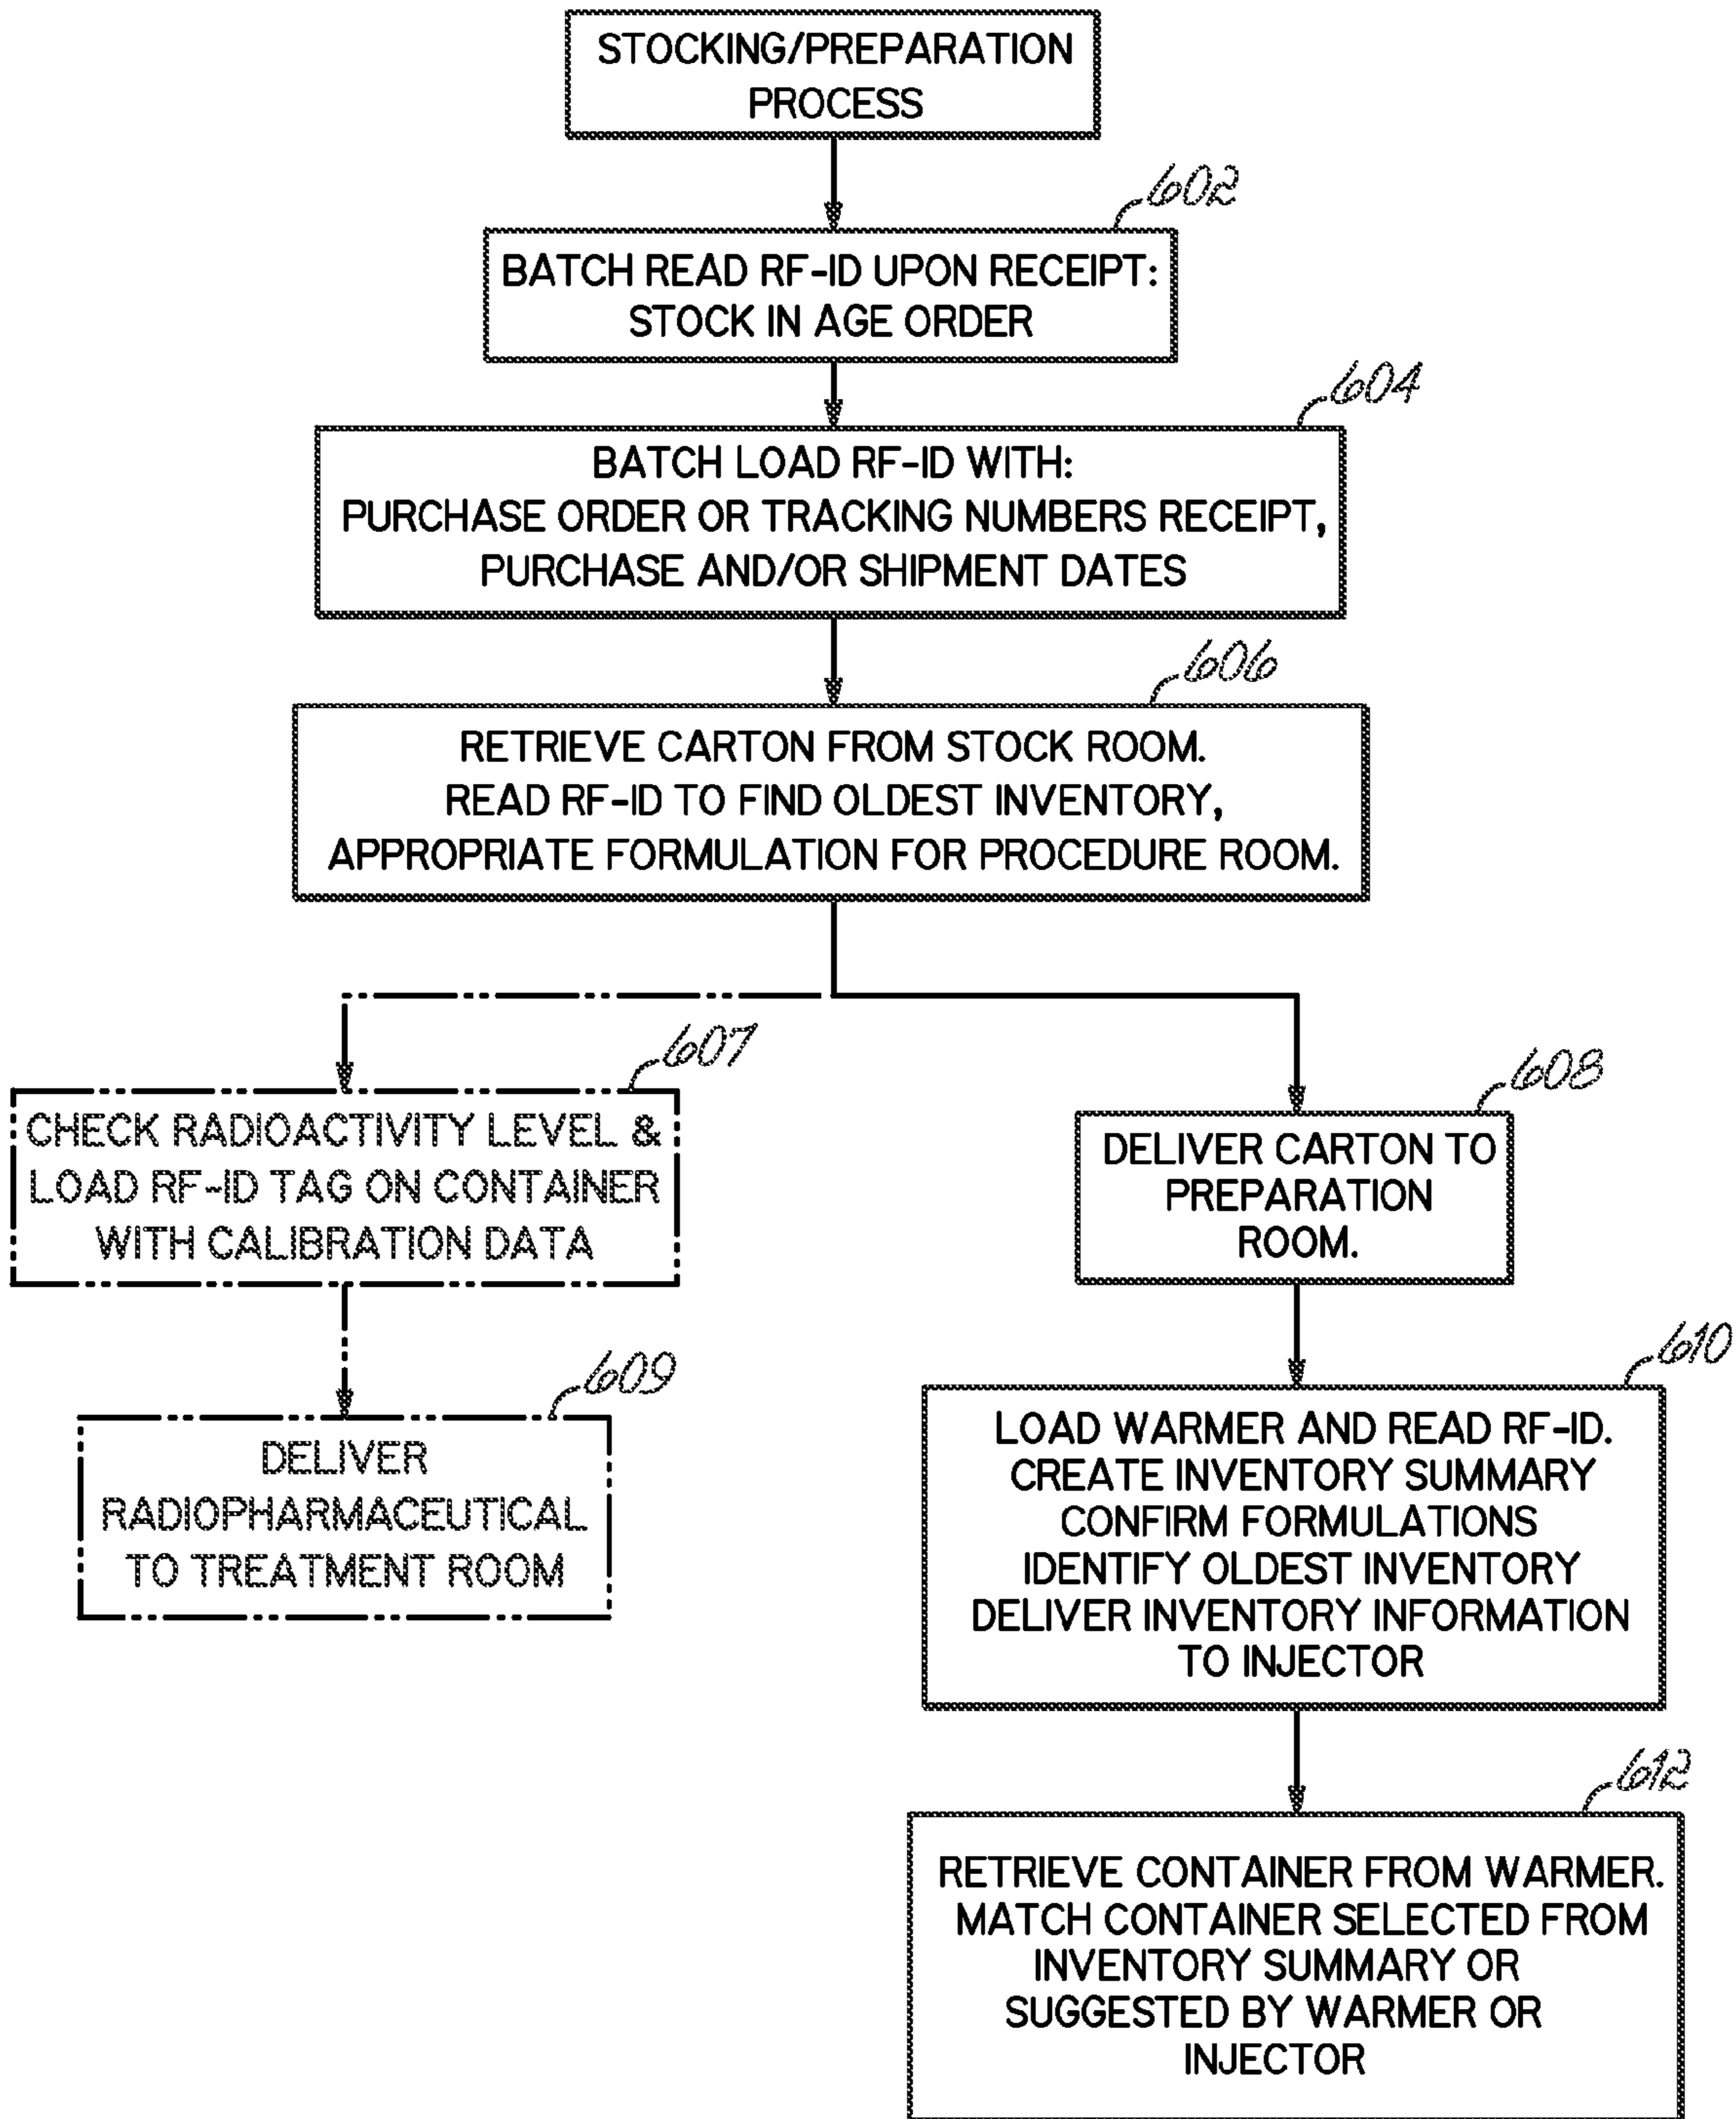 STOCKING/PREPARATION
PROCESS
602
BATCH READ RF-ID UPON RECEIPT:
STOCK IN AGE ORDER
604
BATCH LOAD RF-ID WITH:
PURCHASE ORDER OR TRACKING NUMBERS RECEIPT,
PURCHASE AND/OR SHIPMENT DATES
606
RETRIEVE CARTON FROM STOCK ROOM.
READ RF-ID TO FIND OLDEST INVENTORY,
APPROPRIATE FORMULATION FOR PROCEDURE ROOM.
607
CHECK RADIOACTIVITY LEVEL &
LOAD RF-ID TAG ON CONTAINER
WITH CALIBRATION DATA
609
DELIVER
RADIOPHARMACEUTICAL
TO TREATMENT ROOM
608
DELIVER CARTON TO
PREPARATION
ROOM.
610
LOAD WARMER AND READ RF-ID.
CREATE INVENTORY SUMMARY
CONFIRM FORMULATIONS
IDENTIFY OLDEST INVENTORY
DELIVER INVENTORY INFORMATION
TO INJECTOR
612
RETRIEVE CONTAINER FROM WARMER.
MATCH CONTAINER SELECTED FROM
INVENTORY SUMMARY OR
SUGGESTED BY WARMER OR
INJECTOR